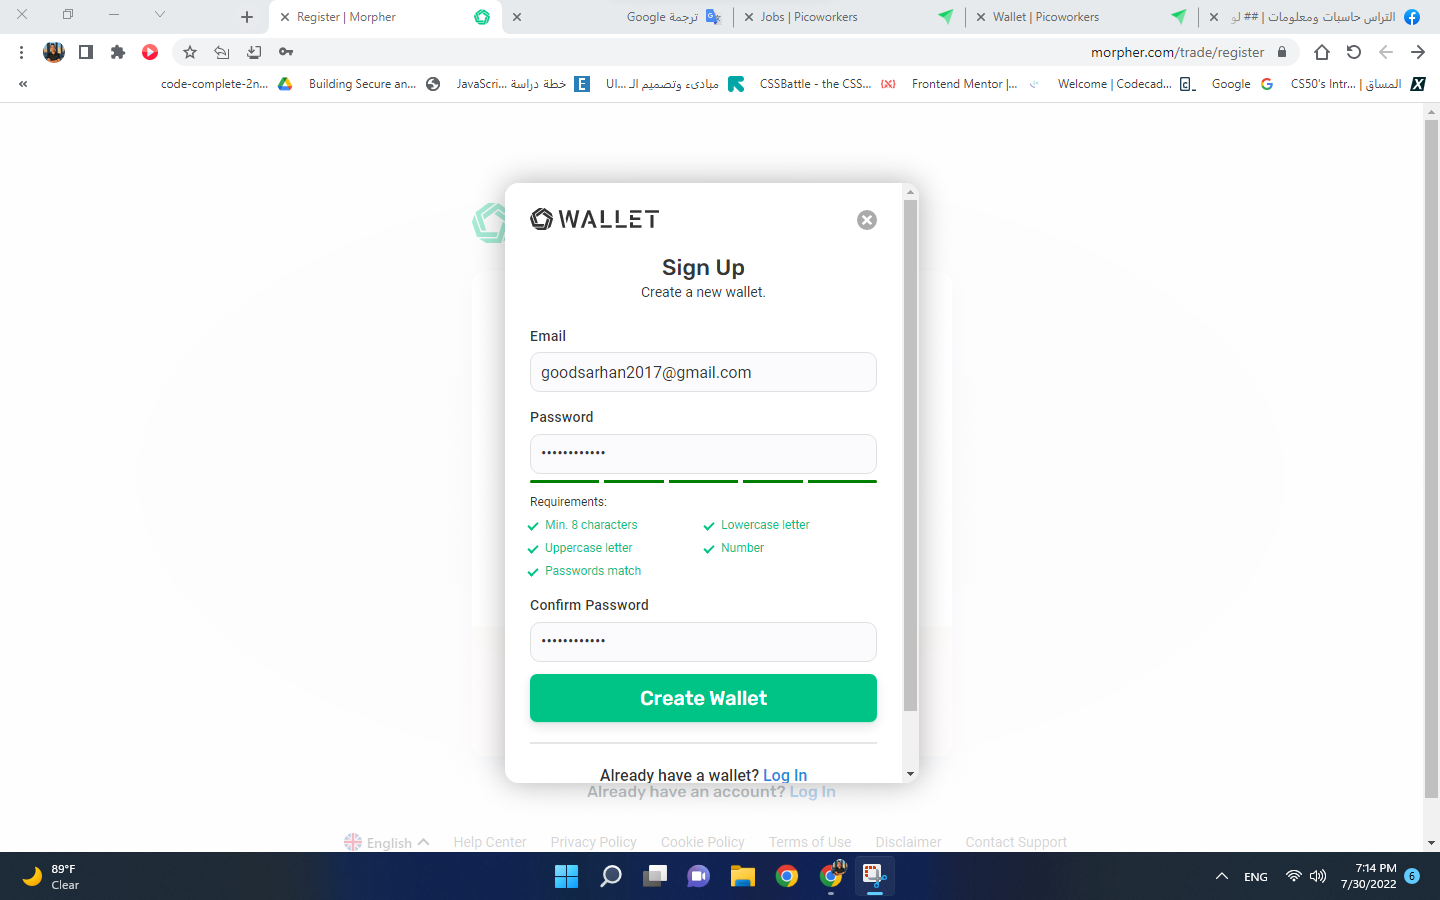 Register | Morpher
ترجمة Google
Jobs | Picoworkers
Wallet | Picoworkers
التراس حاسبات ومعلومات | ## لو
morpher.com/trade/register
«
code-complete-2n...
Building Secure an...
خطة دراسة JavaScri...
مبادىء وتصميم الـ UI...
CSSBattle - the CSS...
Frontend Mentor |...
Welcome | Codecad...
Google
المساق | CS50's Intr...
WALLET
Sign Up
Create a new wallet.
Email
goodsarhan2017@gmail.com
Password
••••••••••••
Requirements:
Min. 8 characters
Lowercase letter
Uppercase letter
Number
Passwords match
Confirm Password
••••••••••••
Create Wallet
Already have a wallet? Log In
Already have an account? Log In
English
Help Center
Privacy Policy
Cookie Policy
Terms of Use
Disclaimer
Contact Support
89°F
Clear
ENG
7:14 PM
7/30/2022
6